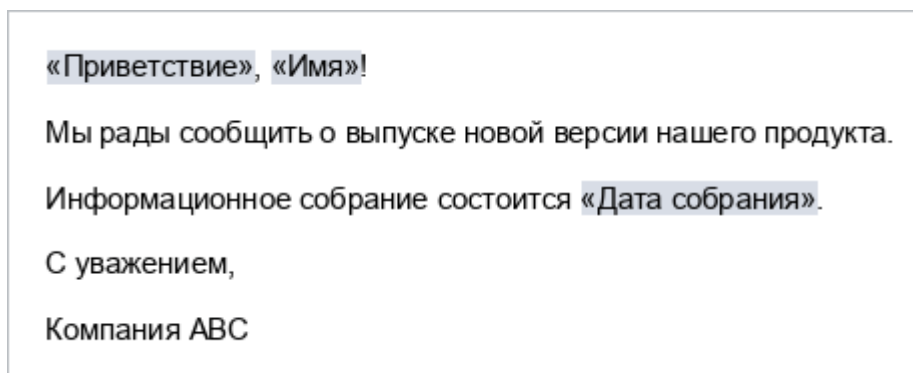 «Приветствие», «Имя»!
Мы рады сообщить о выпуске новой версии нашего продукта.
Информационное собрание состоится «Дата собрания».
С уважением,
Компания ABC